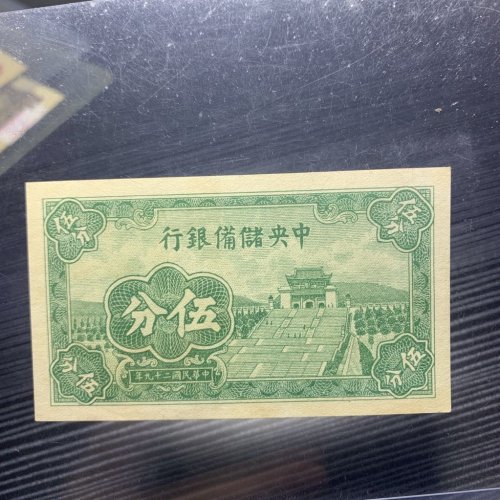 伍分
伍分
行銀備儲央中
分伍
年九十二國民華中
分伍
分伍